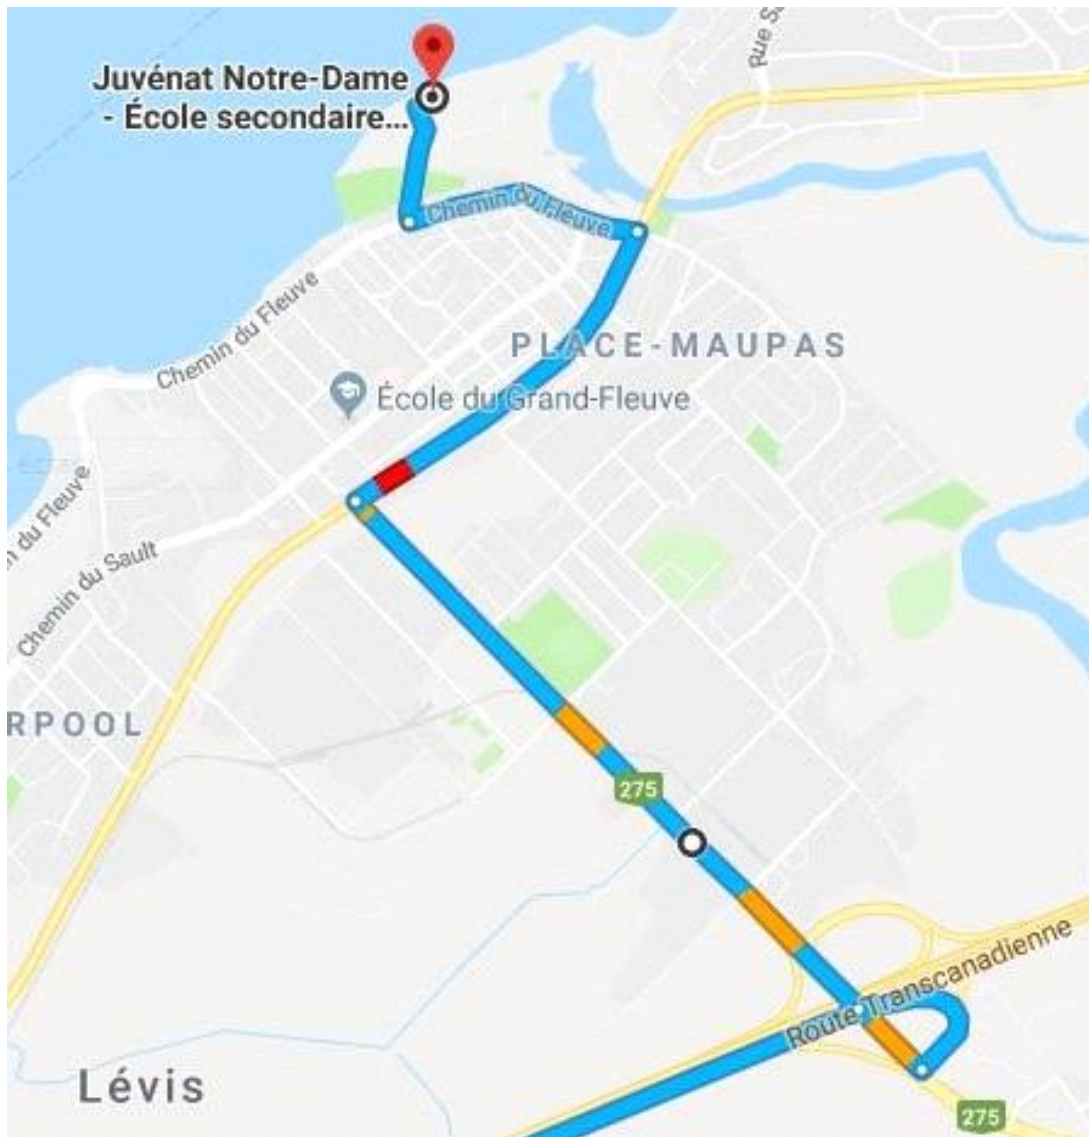 Rue S
Juvénat Notre-Dame
- École secondaire...
Chemin du Fleuve
Chemin du Fleuve
PLACE-MAUPAS
École du Grand-Fleuve
n du Fleuve
Chemin du Sault
RPOOL
275
Route Transcanadienne
Lévis
275